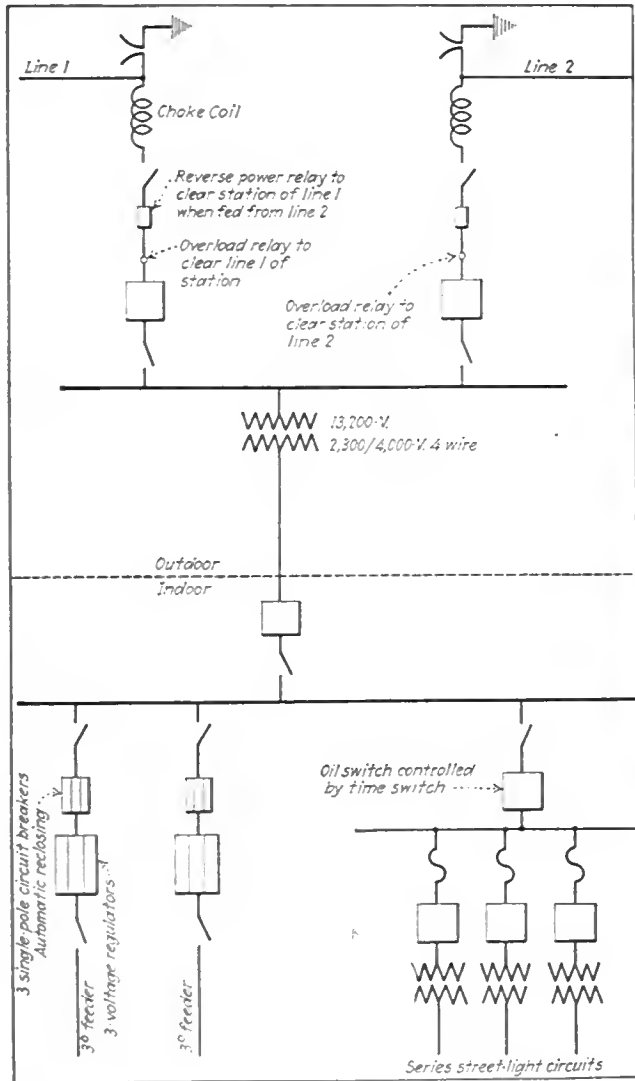 Line 1
Line 2
Choke Coil
Reverse power relay to
clear station of line 1
when fed from line 2
Overload relay to
clear line 1 of
station
Overload relay to
clear station of
line 2
13,200-V.
2,300/4,000-V. 4 wire
Outdoor
Indoor
Oil switch controlled
by time switch
3 single pole circuit breakers
Automatic reclosing
3 voltage regulators
3ø feeder
3ø feeder
Series street-light circuits